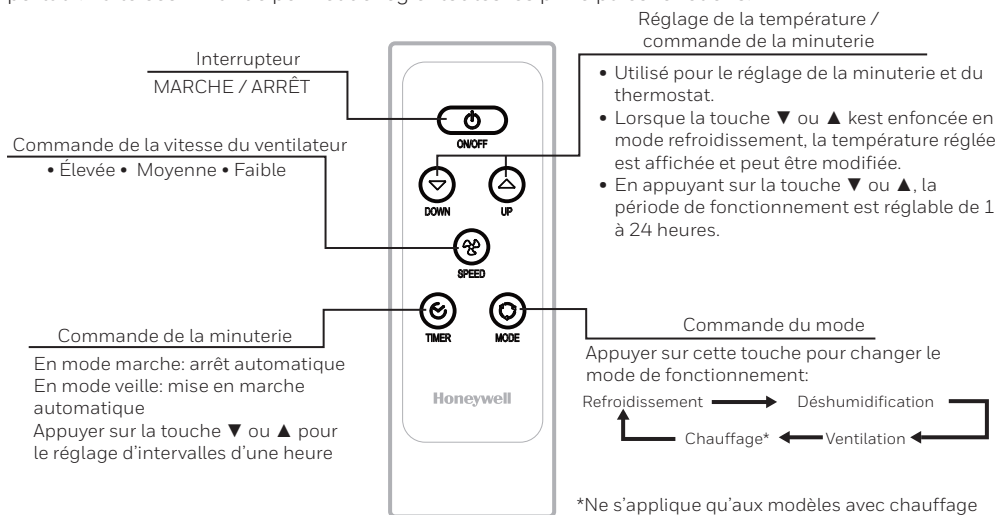 Réglage de la température /
commande de la minuterie
• Utilisé pour le réglage de la minuterie et du
thermostat.
• Lorsque la touche ▼ ou ▲ kest enfoncée en
mode refroidissement, la température réglée
est affichée et peut être modifiée.
• En appuyant sur la touche ▼ ou ▲, la
période de fonctionnement est réglable de 1
à 24 heures.
Interrupteur
MARCHE / ARRÊT
Commande de la vitesse du ventilateur
• Élevée • Moyenne • Faible
ON/OFF
DOWN UP
SPEED
TIMER MODE
Honeywell
Commande de la minuterie
En mode marche: arrêt automatique
En mode veille: mise en marche
automatique
Appuyer sur la touche ▼ ou ▲ pour
le réglage d'intervalles d'une heure
Commande du mode
Appuyer sur cette touche pour changer le
mode de fonctionnement:
Refroidissement Déshumidification
Chauffage* Ventilation
*Ne s'applique qu'aux modèles avec chauffage